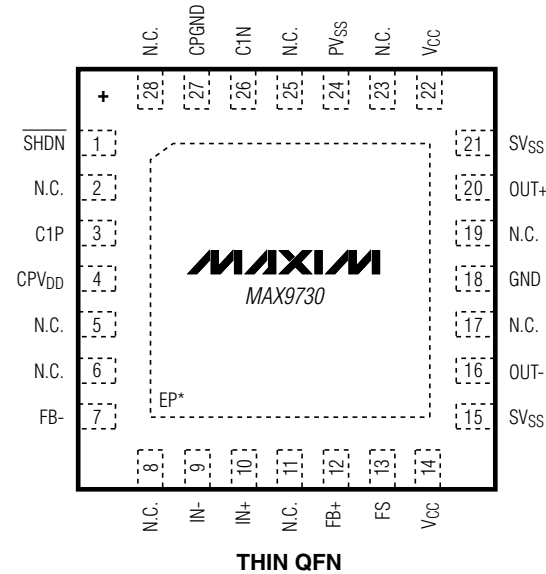 N.C. CPGND C1N N.C. PVSS N.C. VCC
+ 28 27 26 25 24 23 22
SHDN 1 21 SVSS
N.C. 2 20 OUT+
C1P 3 19 N.C.
CPVDD 4 18 GND
N.C. 5 17 N.C.
N.C. 6 16 OUT-
FB- 7 15 SVSS
MAXIM
MAX9730
EP*
8 9 10 11 12 13 14
N.C. IN- IN+ N.C. FB+ FS VCC
THIN QFN